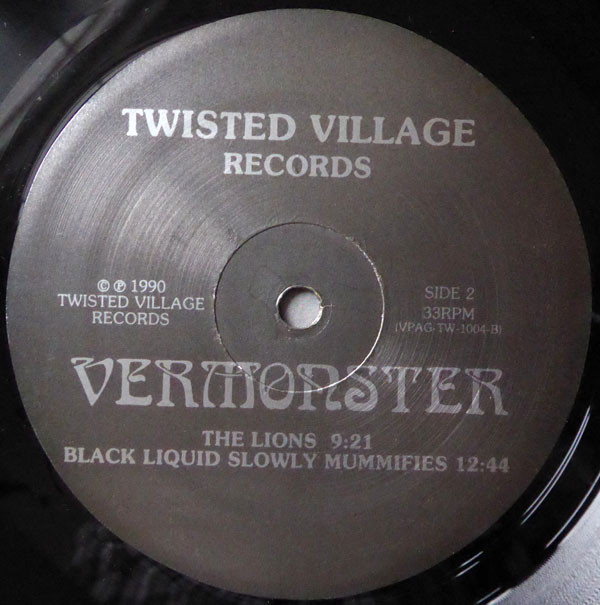 TWISTED VILLAGE
RECORDS
© ℗ 1990
TWISTED VILLAGE
RECORDS
SIDE 2
33RPM
(VPAG-TW-1004-B)
VERMONSTER
THE LIONS 9:21
BLACK LIQUID SLOWLY MUMMIFIES 12:44